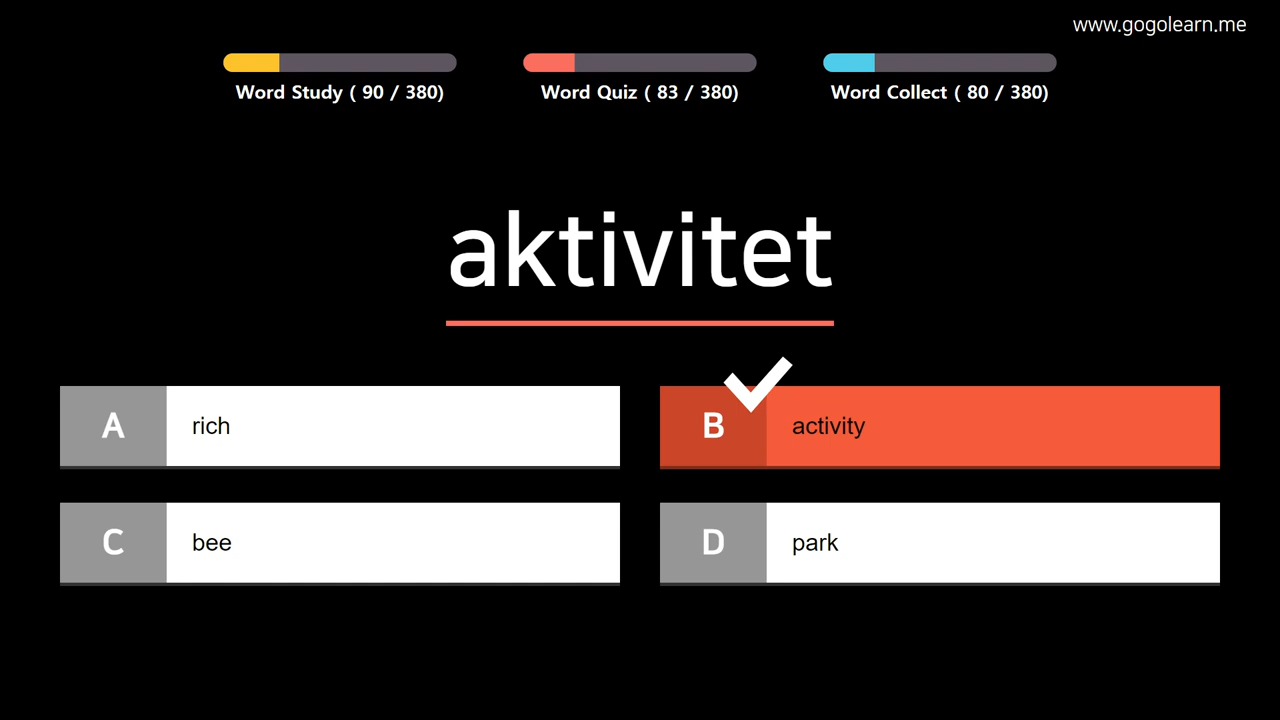 www.gogolearn.me
Word Study ( 90 / 380)
Word Quiz ( 83 / 380)
Word Collect ( 80 / 380)
aktivitet
A rich
B activity
C bee
D park